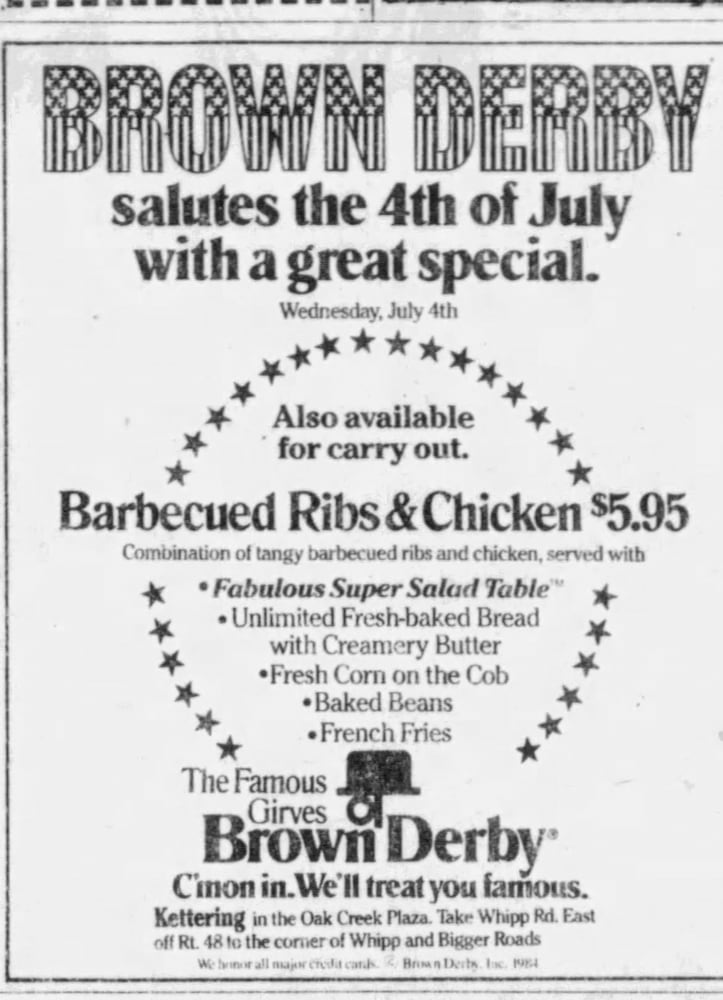 BROWN DERBY
salutes the 4th of July
with a great special.
Wednesday, July 4th
Also available
for carry out.
Barbecued Ribs & Chicken $5.95
Combination of tangy barbecued ribs and chicken, served with
• Fabulous Super Salad Table™
• Unlimited Fresh-baked Bread
with Creamery Butter
• Fresh Corn on the Cob
• Baked Beans
• French Fries
The Famous
Girves
Brown Derby®
C'mon in. We'll treat you famous.
Kettering in the Oak Creek Plaza. Take Whipp Rd. East
off Rt. 48 to the corner of Whipp and Bigger Roads
We honor all major credit cards. © Brown Derby, Inc. 1984